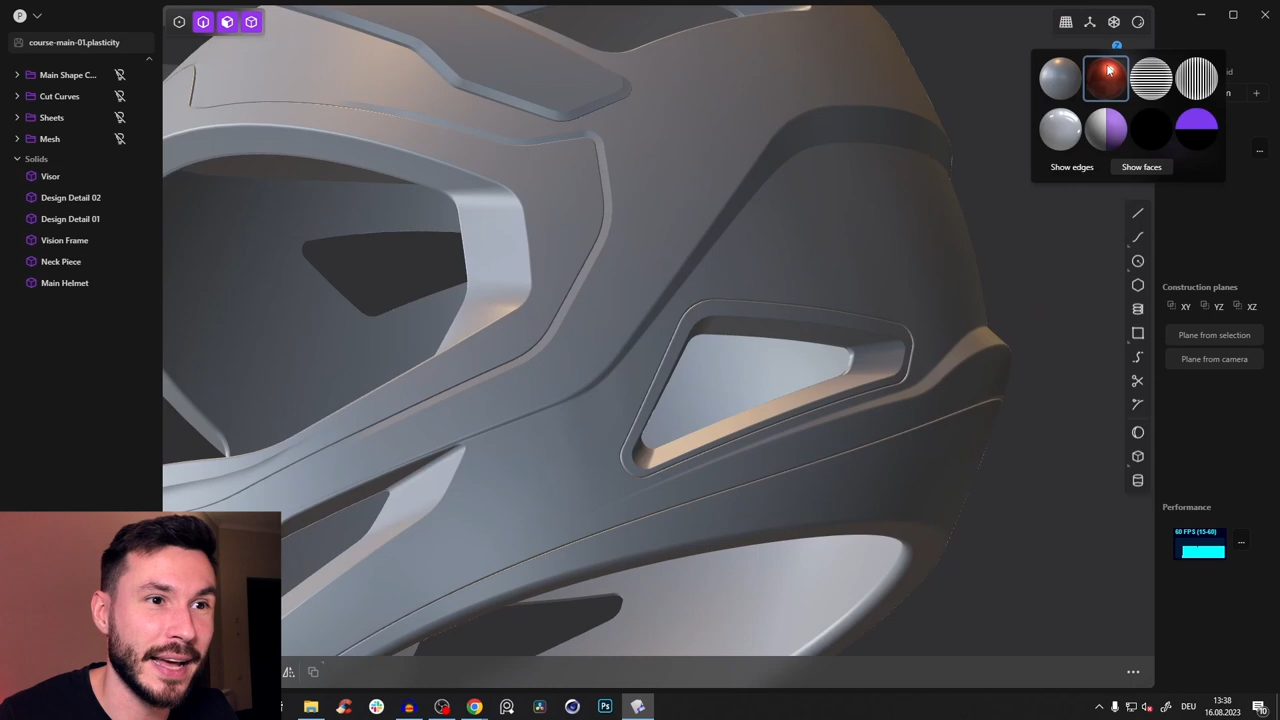 P
course-main-01.plasticity
Main Shape C...
Cut Curves
Sheets
Mesh
Solids
Visor
Design Detail 02
Design Detail 01
Vision Frame
Neck Piece
Main Helmet
Z
Show edges
Show faces
id
n
Construction planes
XY
YZ
XZ
Plane from selection
Plane from camera
Performance
60 FPS (15-60)
Ps
DEU
13:38
16.08.2023